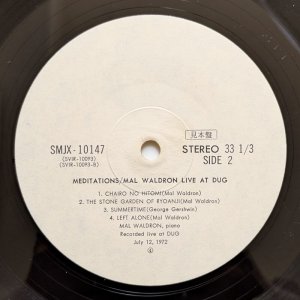 見本盤
SMJX-10147
(SVIR-10093)
(SVIR-10093-B)
STEREO 33 1/3
SIDE 2
MEDITATIONS/MAL WALDRON LIVE AT DUG
1. CHAIRO NO HITOMI(Mal Waldron)
2. THE STONE GARDEN OF RYOANJI(Mal Waldron)
3. SUMMERTIME(George Gershwin)
4. LEFT ALONE(Mal Waldron)
MAL WALDRON, piano
Recorded live at DUG
July 12, 1972